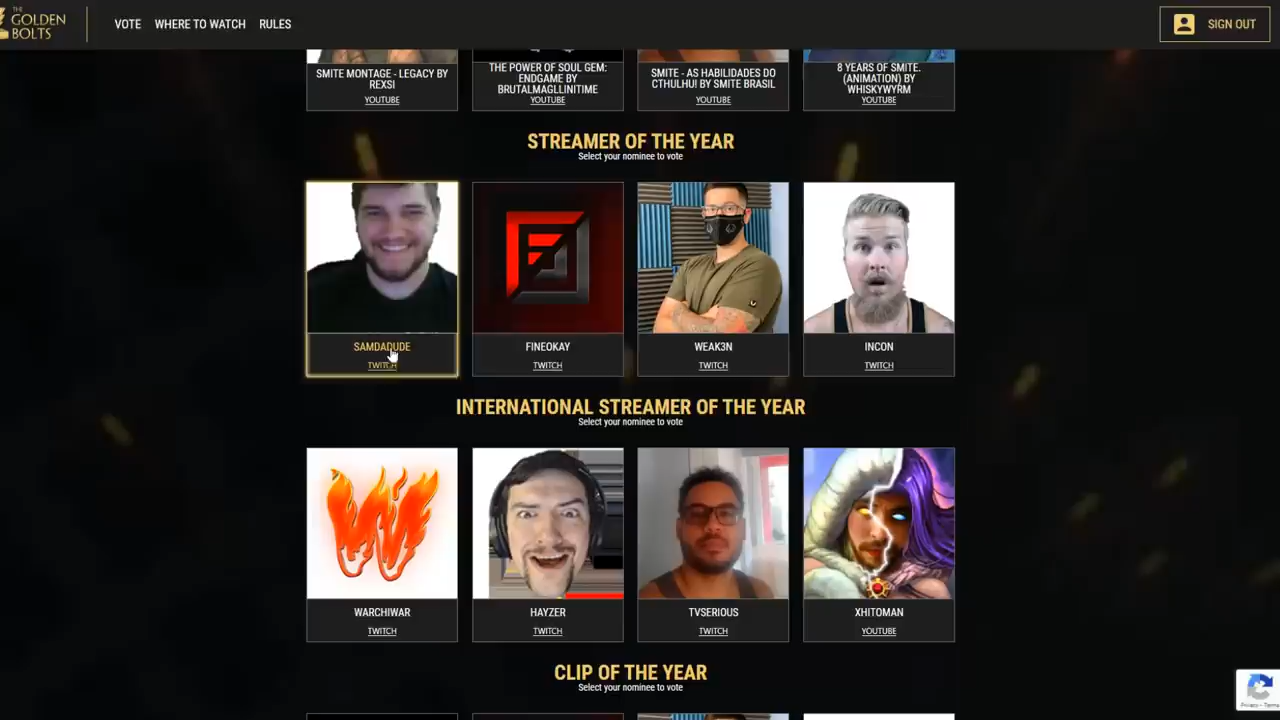 THE
GOLDEN
BOLTS
VOTE
WHERE TO WATCH
RULES
SIGN OUT
SMITE MONTAGE - LEGACY BY
REXSI
YOUTUBE
THE POWER OF SOUL GEM:
ENDGAME BY
BRUTALMAGLLINITIME
YOUTUBE
SMITE - AS HABILIDADES DO
CTHULHU! BY SMITE BRASIL
YOUTUBE
8 YEARS OF SMITE.
(ANIMATION) BY
WHISKYWYRM
YOUTUBE
STREAMER OF THE YEAR
Select your nominee to vote
SAMDADUDE
TWITCH
FINEOKAY
TWITCH
WEAK3N
TWITCH
INCON
TWITCH
INTERNATIONAL STREAMER OF THE YEAR
Select your nominee to vote
WARCHIWAR
TWITCH
HAYZER
TWITCH
TVSERIOUS
TWITCH
XHITOMAN
YOUTUBE
CLIP OF THE YEAR
Select your nominee to vote
Privacy - Terms